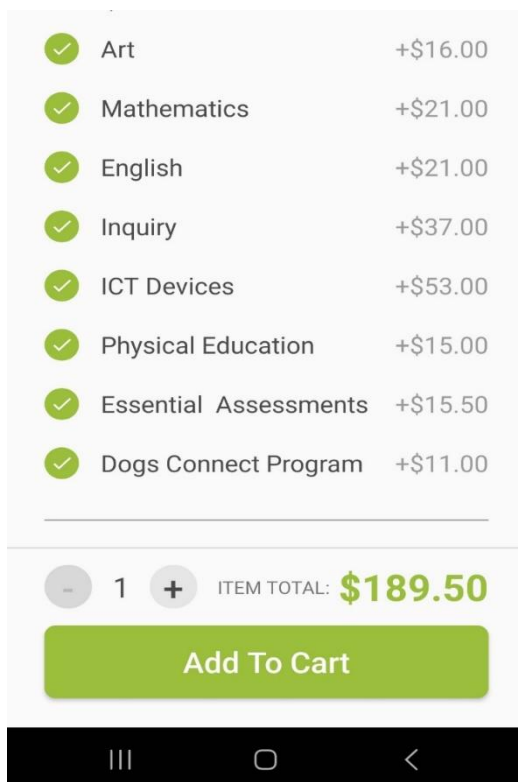 Art +$16.00
Mathematics +$21.00
English +$21.00
Inquiry +$37.00
ICT Devices +$53.00
Physical Education +$15.00
Essential Assessments +$15.50
Dogs Connect Program +$11.00
- 1 + ITEM TOTAL: $189.50
Add To Cart